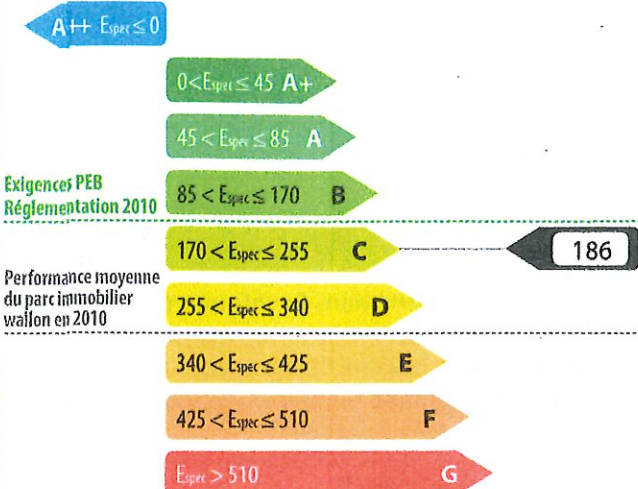 A++ Espec ≤ 0
0 < Espec ≤ 45 A+
45 < Espec ≤ 85 A
Exigences PEB
Réglementation 2010
85 < Espec ≤ 170 B
170 < Espec ≤ 255 C
186
Performance moyenne
du parc immobilier
wallon en 2010
255 < Espec ≤ 340 D
340 < Espec ≤ 425 E
425 < Espec ≤ 510 F
Espec > 510 G